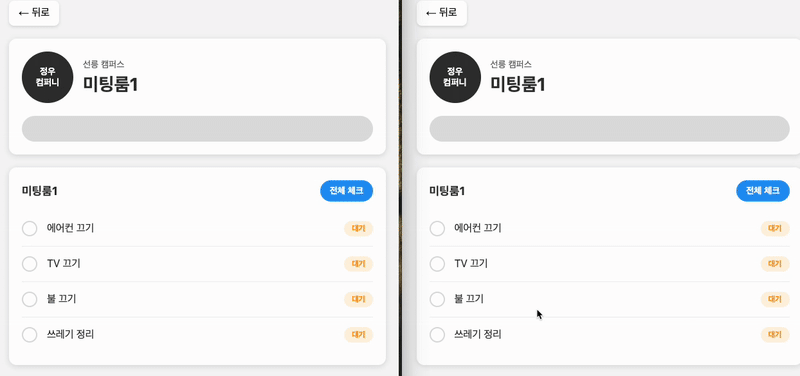 ← 뒤로
정우
컴퍼니
선릉 캠퍼스
미팅룸1
미팅룸1
전체 체크
에어컨 끄기
대기
TV 끄기
대기
불 끄기
대기
쓰레기 정리
대기
← 뒤로
정우
컴퍼니
선릉 캠퍼스
미팅룸1
미팅룸1
전체 체크
에어컨 끄기
대기
TV 끄기
대기
불 끄기
대기
쓰레기 정리
대기